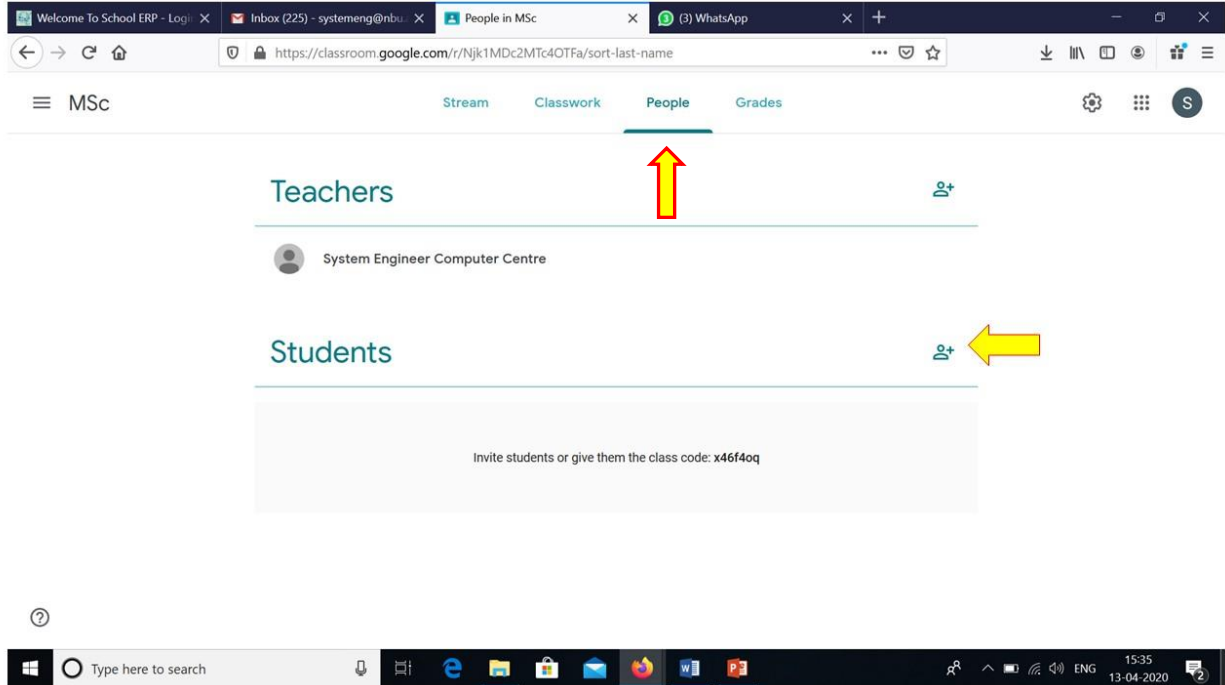 Welcome To School ERP - Logi
Inbox (225) - systemeng@nbu.
People in MSc
(3) WhatsApp
https://classroom.google.com/r/Njk1MDc2MTc4OTFa/sort-last-name
MSc
Stream
Classwork
People
Grades
S
Teachers
System Engineer Computer Centre
Students
Invite students or give them the class code: x46f4oq
Type here to search
ENG
15:35
13-04-2020
2